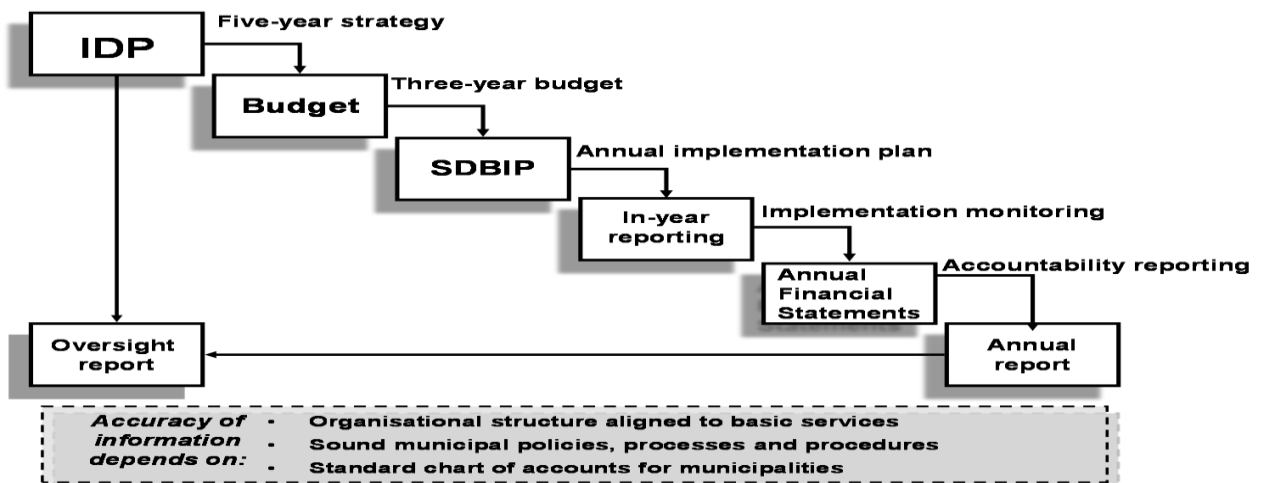 IDP
Five-year strategy
Budget
Three-year budget
SDBIP
Annual implementation plan
In-year
reporting
Implementation monitoring
Annual
Financial
Statements
Accountability reporting
Annual
report
Oversight
report
Accuracy of
information
depends on:
- Organisational structure aligned to basic services
- Sound municipal policies, processes and procedures
- Standard chart of accounts for municipalities